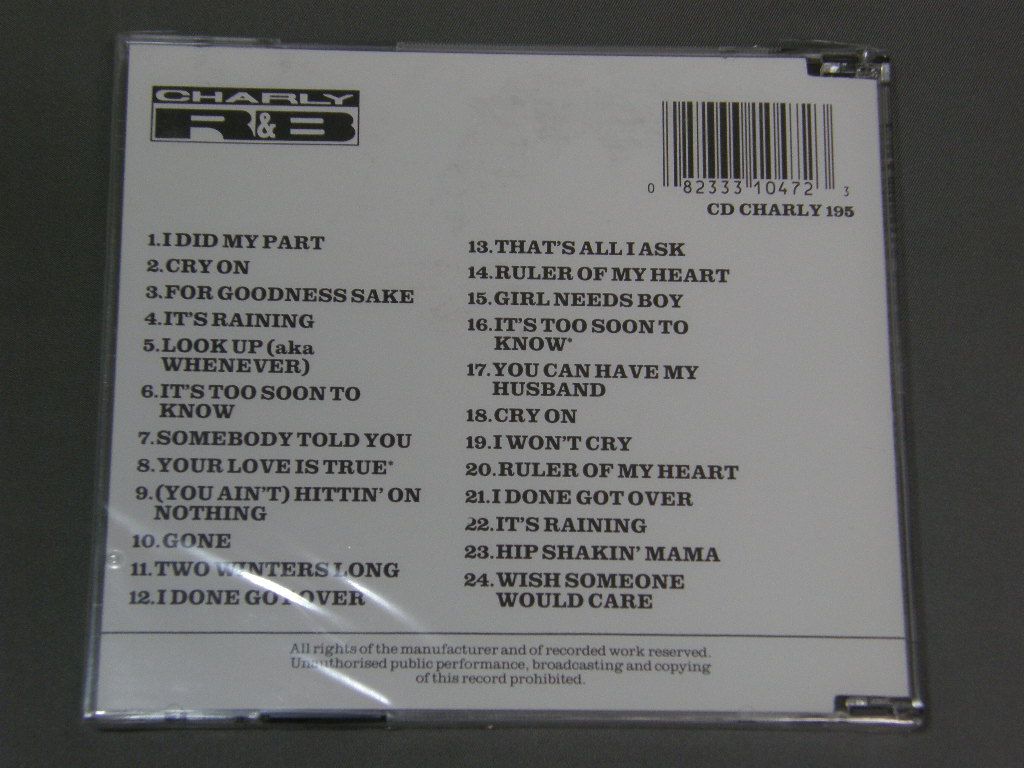 CHARLY
R&B
0 82333 10472 3
CD CHARLY 195
1.I DID MY PART
2.CRY ON
3.FOR GOODNESS SAKE
4.IT'S RAINING
5.LOOK UP (aka
WHENEVER)
6.IT'S TOO SOON TO
KNOW
7.SOMEBODY TOLD YOU
8.YOUR LOVE IS TRUE*
9.(YOU AIN'T) HITTIN' ON
NOTHING
10.GONE
11.TWO WINTERS LONG
12.I DONE GOT OVER
13.THAT'S ALL I ASK
14.RULER OF MY HEART
15.GIRL NEEDS BOY
16.IT'S TOO SOON TO
KNOW*
17.YOU CAN HAVE MY
HUSBAND
18.CRY ON
19.I WON'T CRY
20.RULER OF MY HEART
21.I DONE GOT OVER
22.IT'S RAINING
23.HIP SHAKIN' MAMA
24.WISH SOMEONE
WOULD CARE
All rights of the manufacturer and of recorded work reserved.
Unauthorised public performance, broadcasting and copying
of this record prohibited.